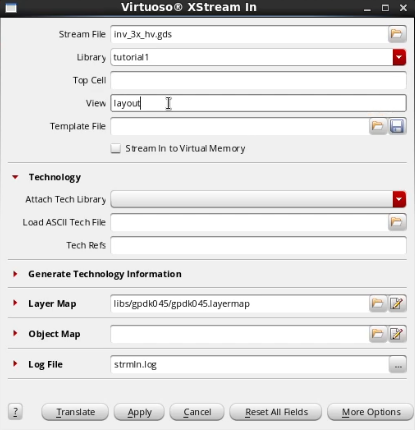 Virtuoso® XStream In
Stream File inv_3x_hv.gds
Library tutorial1
Top Cell
View layout
Template File
Stream In to Virtual Memory
Technology
Attach Tech Library
Load ASCII Tech File
Tech Refs
Generate Technology Information
Layer Map libs/gpdk045/gpdk045.layermap
Object Map
Log File strmIn.log ...
? Translate Apply Cancel Reset All Fields More Options